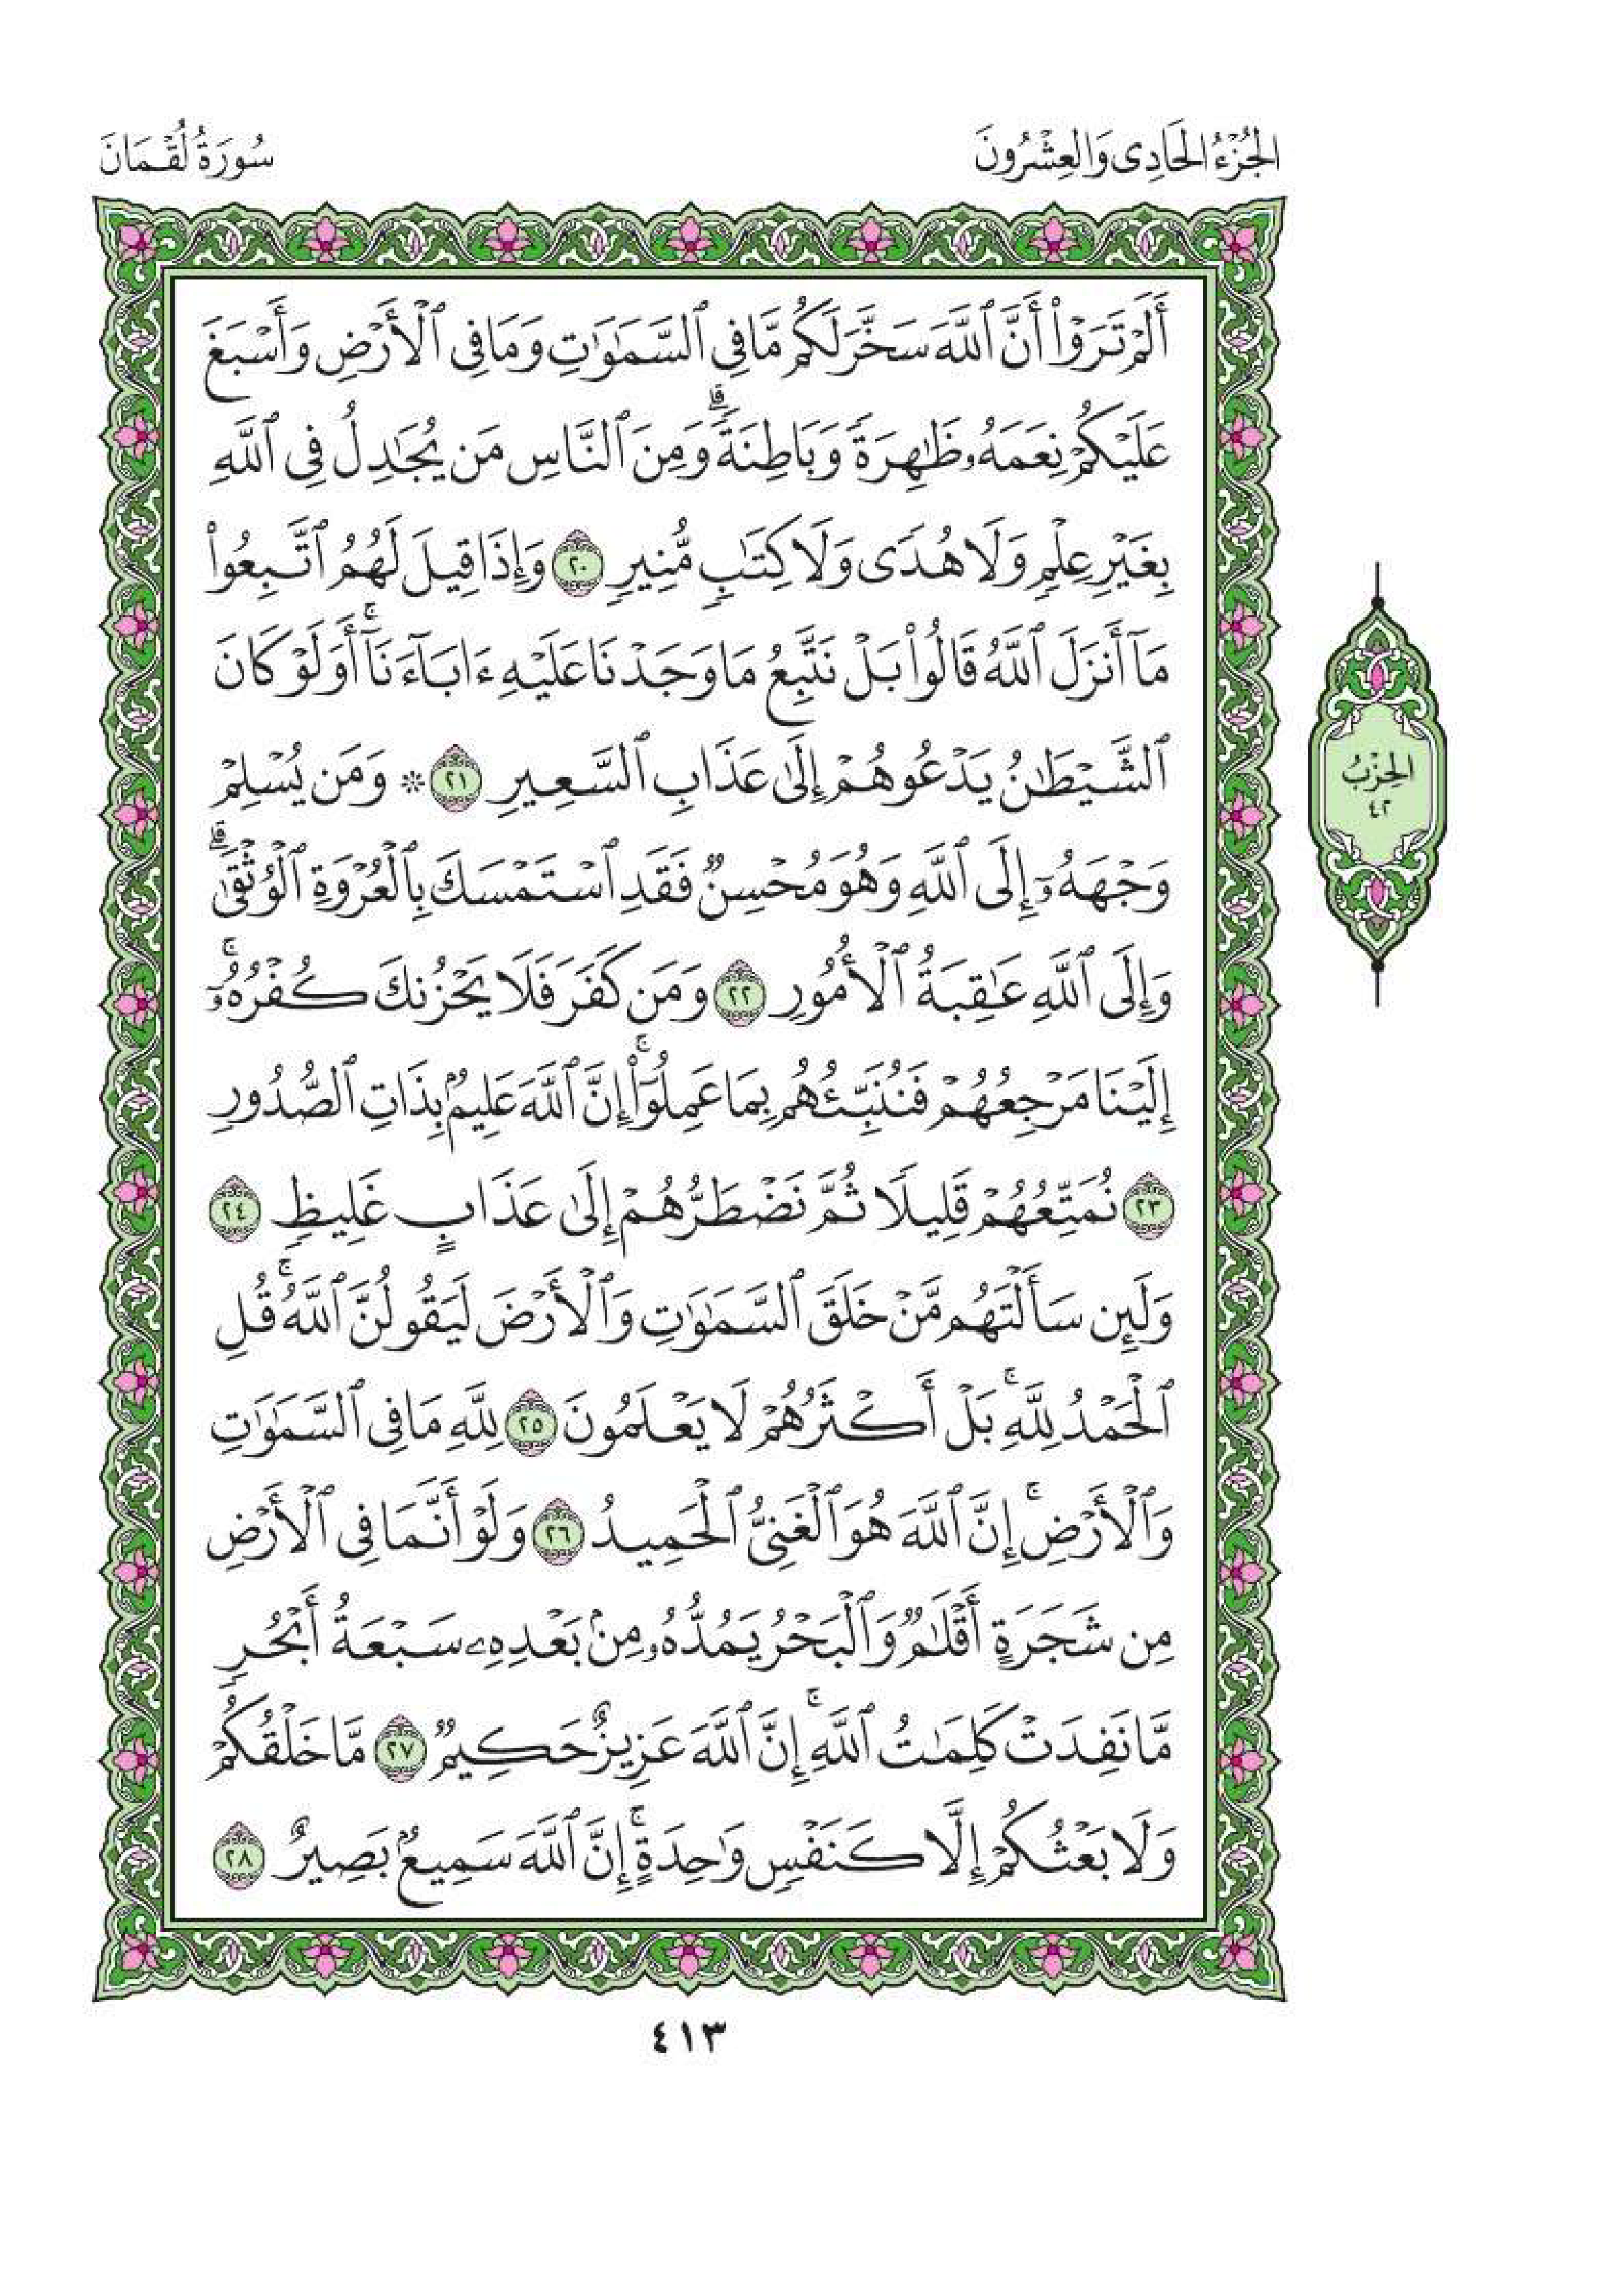 الجُزْءُ الحَادِى وَالعِشْرُونَ
سُورَةُ لُقْمَانَ
أَلَمْ تَرَوْا۟ أَنَّ ٱللَّهَ سَخَّرَ لَكُم مَّا فِى ٱلسَّمَٰوَٰتِ وَمَا فِى ٱلْأَرْضِ وَأَسْبَغَ
عَلَيْكُمْ نِعَمَهُۥ ظَٰهِرَةً وَبَاطِنَةً ۗ وَمِنَ ٱلنَّاسِ مَن يُجَٰدِلُ فِى ٱللَّهِ
بِغَيْرِ عِلْمٍ وَلَا هُدًى وَلَا كِتَٰبٍ مُّنِيرٍ ٢٠ وَإِذَا قِيلَ لَهُمُ ٱتَّبِعُوا۟
مَآ أَنزَلَ ٱللَّهُ قَالُوا۟ بَلْ نَتَّبِعُ مَا وَجَدْنَا عَلَيْهِ ءَابَآءَنَآ ۚ أَوَلَوْ كَانَ
ٱلشَّيْطَٰنُ يَدْعُوهُمْ إِلَىٰ عَذَابِ ٱلسَّعِيرِ ٢١ * وَمَن يُسْلِمْ
الحِزْبُ
٤٢
وَجْهَهُۥٓ إِلَى ٱللَّهِ وَهُوَ مُحْسِنٌ فَقَدِ ٱسْتَمْسَكَ بِٱلْعُرْوَةِ ٱلْوُثْقَىٰ ۗ
وَإِلَى ٱللَّهِ عَٰقِبَةُ ٱلْأُمُورِ ٢٢ وَمَن كَفَرَ فَلَا يَحْزُنكَ كُفْرُهُۥٓ ۚ
إِلَيْنَا مَرْجِعُهُمْ فَنُنَبِّئُهُم بِمَا عَمِلُوٓا۟ ۚ إِنَّ ٱللَّهَ عَلِيمٌۢ بِذَاتِ ٱلصُّدُورِ
٢٣ نُمَتِّعُهُمْ قَلِيلًا ثُمَّ نَضْطَرُّهُمْ إِلَىٰ عَذَابٍ غَلِيظٍ ٢٤
وَلَئِن سَأَلْتَهُم مَّنْ خَلَقَ ٱلسَّمَٰوَٰتِ وَٱلْأَرْضَ لَيَقُولُنَّ ٱللَّهُ ۚ قُلِ
ٱلْحَمْدُ لِلَّهِ ۚ بَلْ أَكْثَرُهُمْ لَا يَعْلَمُونَ ٢٥ لِلَّهِ مَا فِى ٱلسَّمَٰوَٰتِ
وَٱلْأَرْضِ ۚ إِنَّ ٱللَّهَ هُوَ ٱلْغَنِىُّ ٱلْحَمِيدُ ٢٦ وَلَوْ أَنَّمَا فِى ٱلْأَرْضِ
مِن شَجَرَةٍ أَقْلَٰمٌ وَٱلْبَحْرُ يَمُدُّهُۥ مِنۢ بَعْدِهِۦ سَبْعَةُ أَبْحُرٍ
مَّا نَفِدَتْ كَلِمَٰتُ ٱللَّهِ ۚ إِنَّ ٱللَّهَ عَزِيزٌ حَكِيمٌ ٢٧ مَّا خَلْقُكُمْ
وَلَا بَعْثُكُمْ إِلَّا كَنَفْسٍ وَٰحِدَةٍ ۚ إِنَّ ٱللَّهَ سَمِيعٌۢ بَصِيرٌ ٢٨
٤١٣